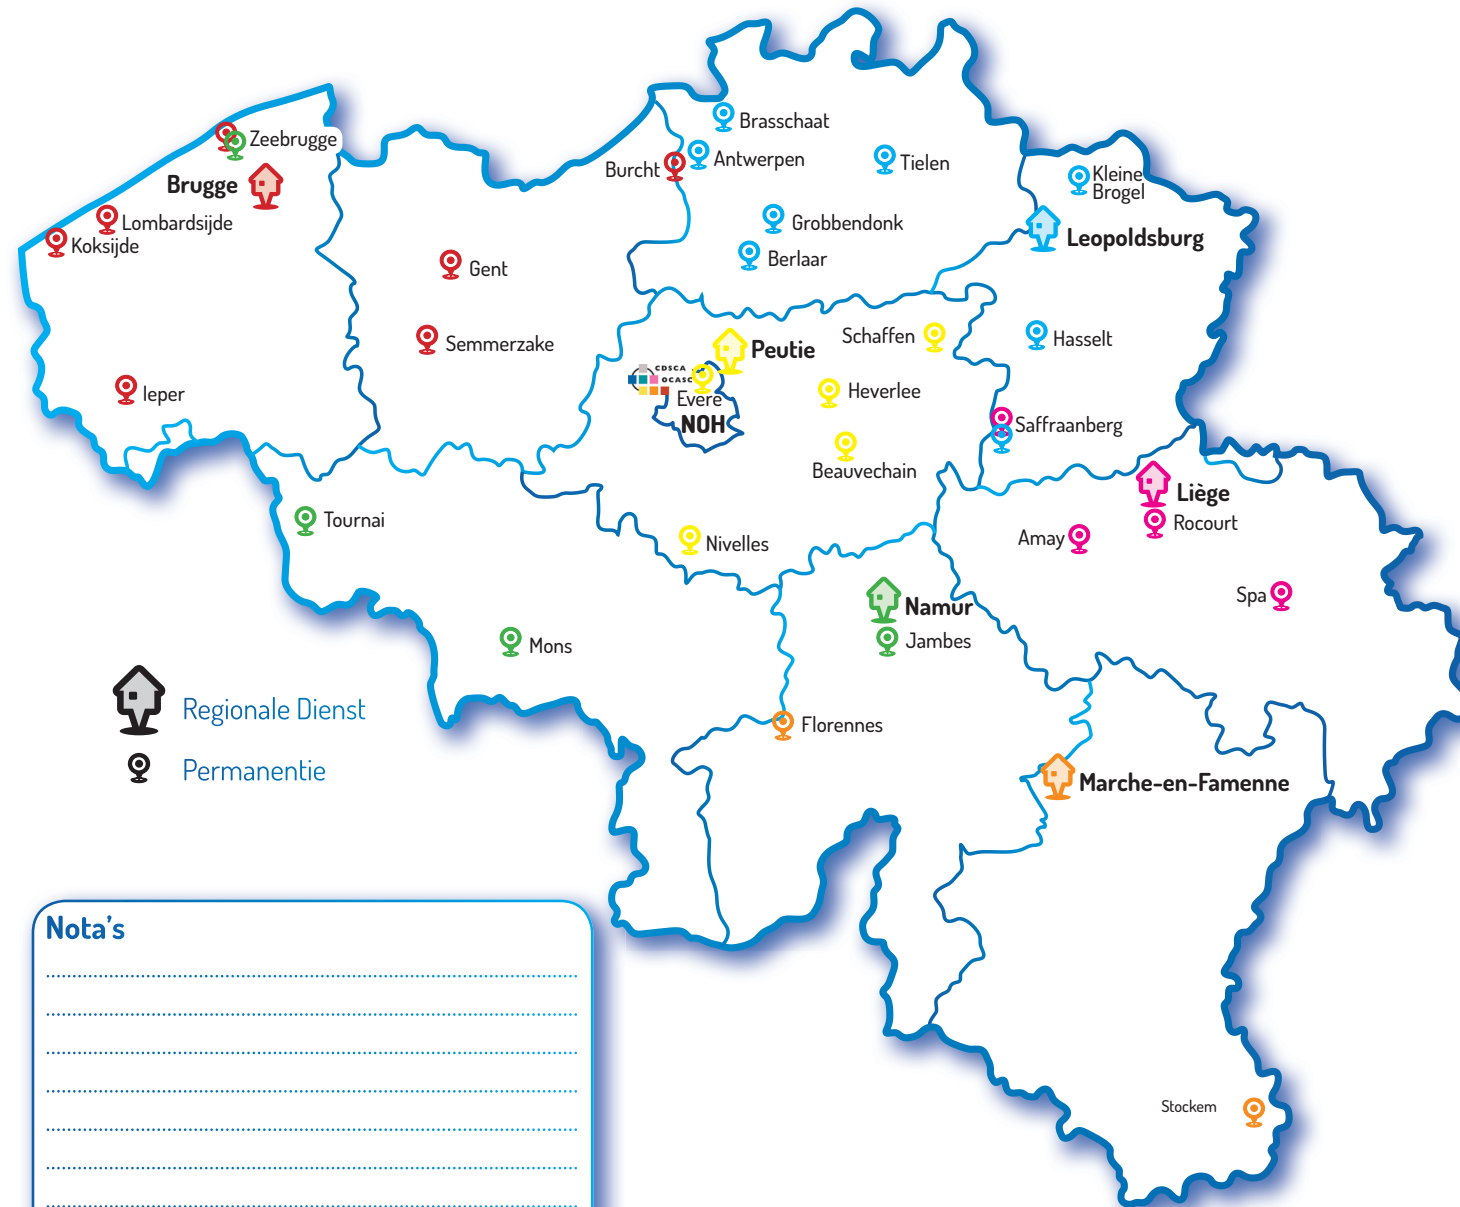 Brasschaat
Zeebrugge
Antwerpen
Tielen
Burcht
Kleine
Brogel
Brugge
Lombardsijde
Grobbendonk
Leopoldsburg
Koksijde
Berlaar
Gent
Schaffen
Hasselt
Semmerzake
Peutie
CDSCA
OCASC
Evere
Heverlee
Ieper
NOH
Saffraanberg
Beauvechain
Liège
Tournai
Rocourt
Nivelles
Amay
Spa
Namur
Jambes
Mons
Regionale Dienst
Florennes
Permanentie
Marche-en-Famenne
Nota's
Stockem